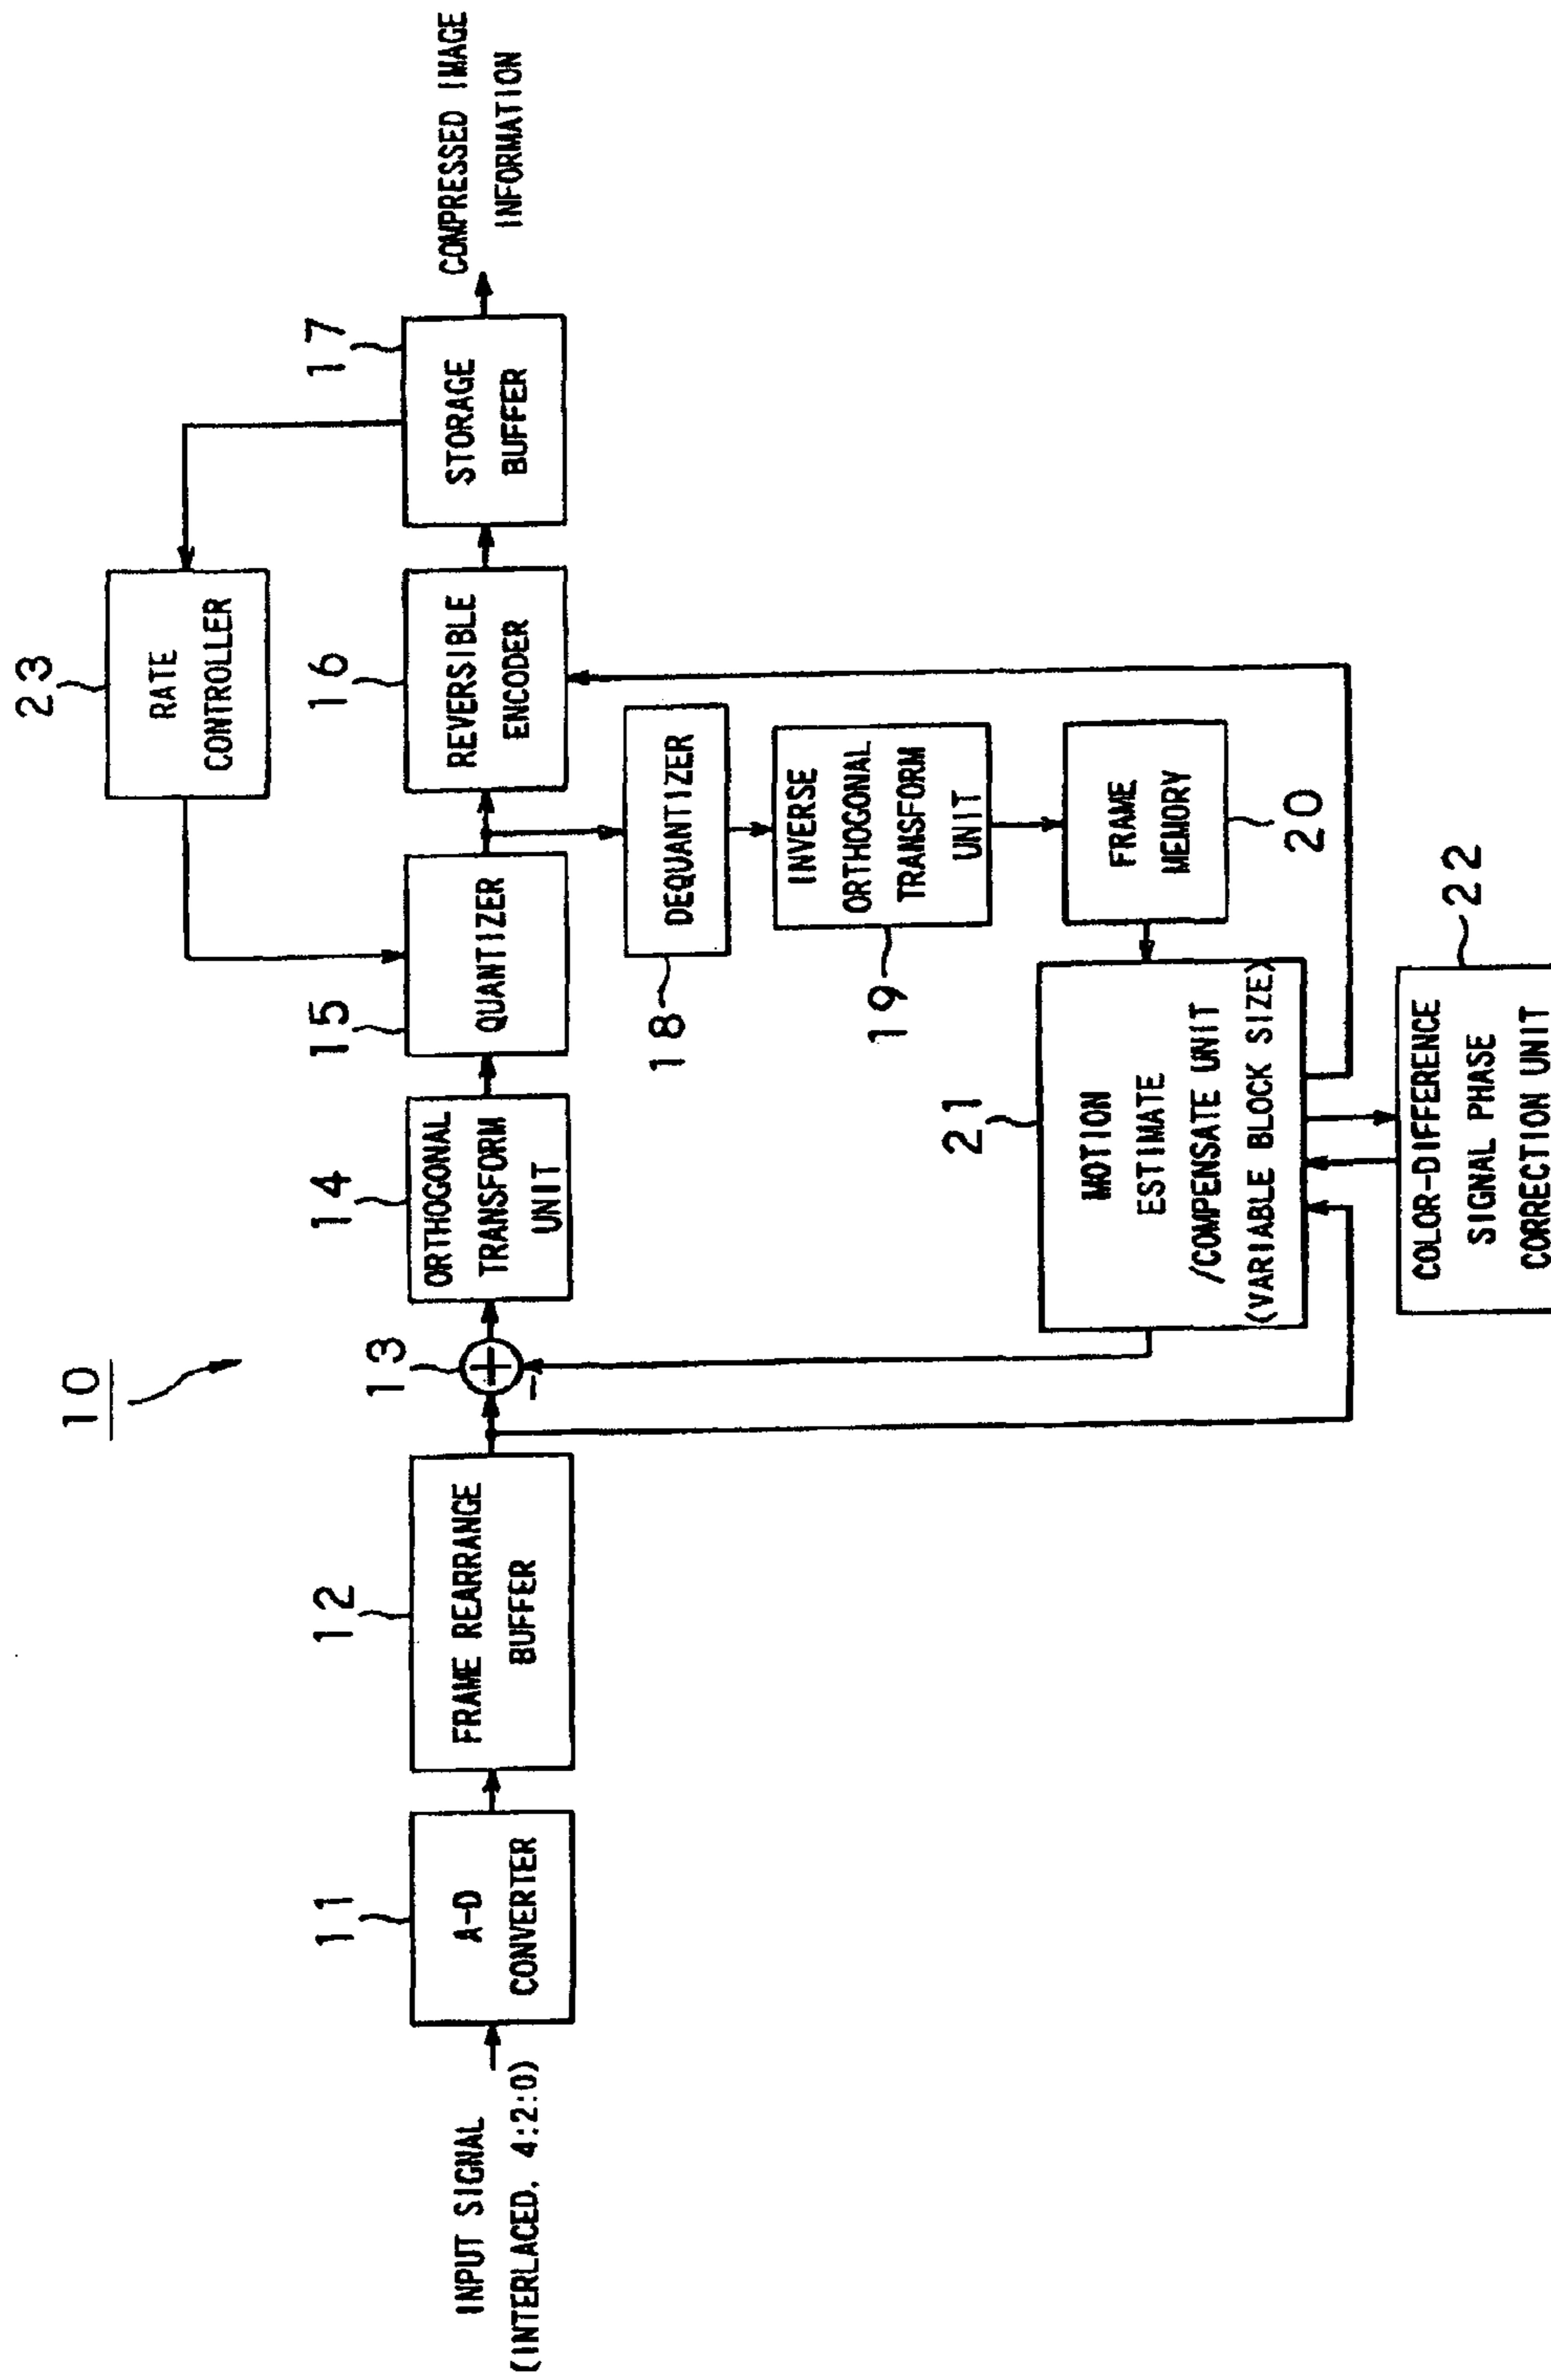 10
INPUT SIGNAL
(INTERLACED, 4:2:0)
11
A-D
CONVERTER
12
FRAME REARRANGE
BUFFER
13
+
−
14
ORTHOGONAL
TRANSFORM
UNIT
15
QUANTIZER
16
REVERSIBLE
ENCODER
17
STORAGE
BUFFER
COMPRESSED IMAGE
INFORMATION
23
RATE
CONTROLLER
18
DEQUANTIZER
19
INVERSE
ORTHOGONAL
TRANSFORM
UNIT
20
FRAME
MEMORY
21
MOTION
ESTIMATE
/COMPENSATE UNIT
(VARIABLE BLOCK SIZE)
22
COLOR-DIFFERENCE
SIGNAL PHASE
CORRECTION UNIT